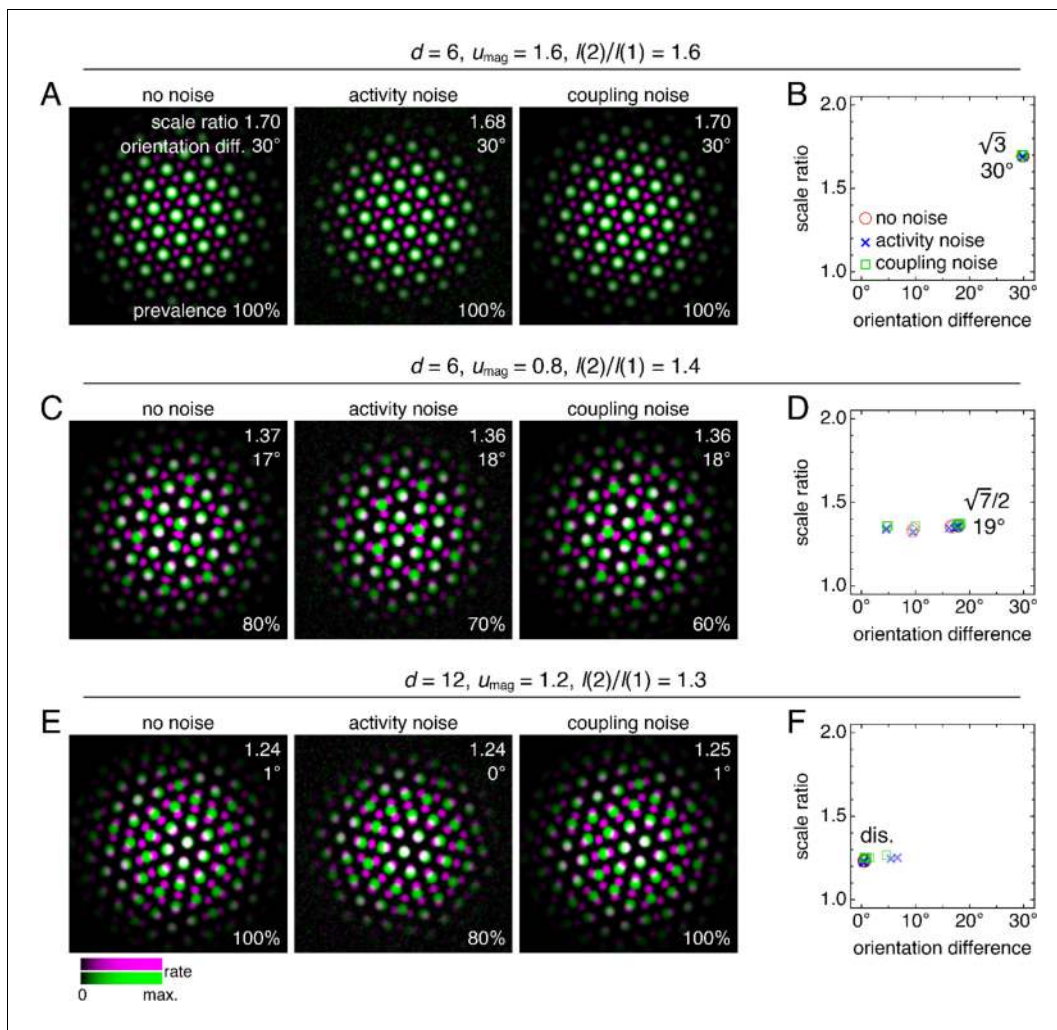 d = 6, u_mag = 1.6, l(2)/l(1) = 1.6
A
no noise
activity noise
coupling noise
B
scale ratio 1.70
orientation diff. 30°
prevalence 100%
1.68
30°
100%
1.70
30°
100%
scale ratio
2.0
1.5
1.0
√3
30°
no noise
activity noise
coupling noise
0° 10° 20° 30°
orientation difference
d = 6, u_mag = 0.8, l(2)/l(1) = 1.4
C
no noise
activity noise
coupling noise
D
1.37
17°
80%
1.36
18°
70%
1.36
18°
60%
scale ratio
2.0
1.5
1.0
√7/2
19°
0° 10° 20° 30°
orientation difference
d = 12, u_mag = 1.2, l(2)/l(1) = 1.3
E
no noise
activity noise
coupling noise
F
1.24
1°
100%
1.24
0°
80%
1.25
1°
100%
scale ratio
2.0
1.5
1.0
dis.
0° 10° 20° 30°
orientation difference
rate
0 max.